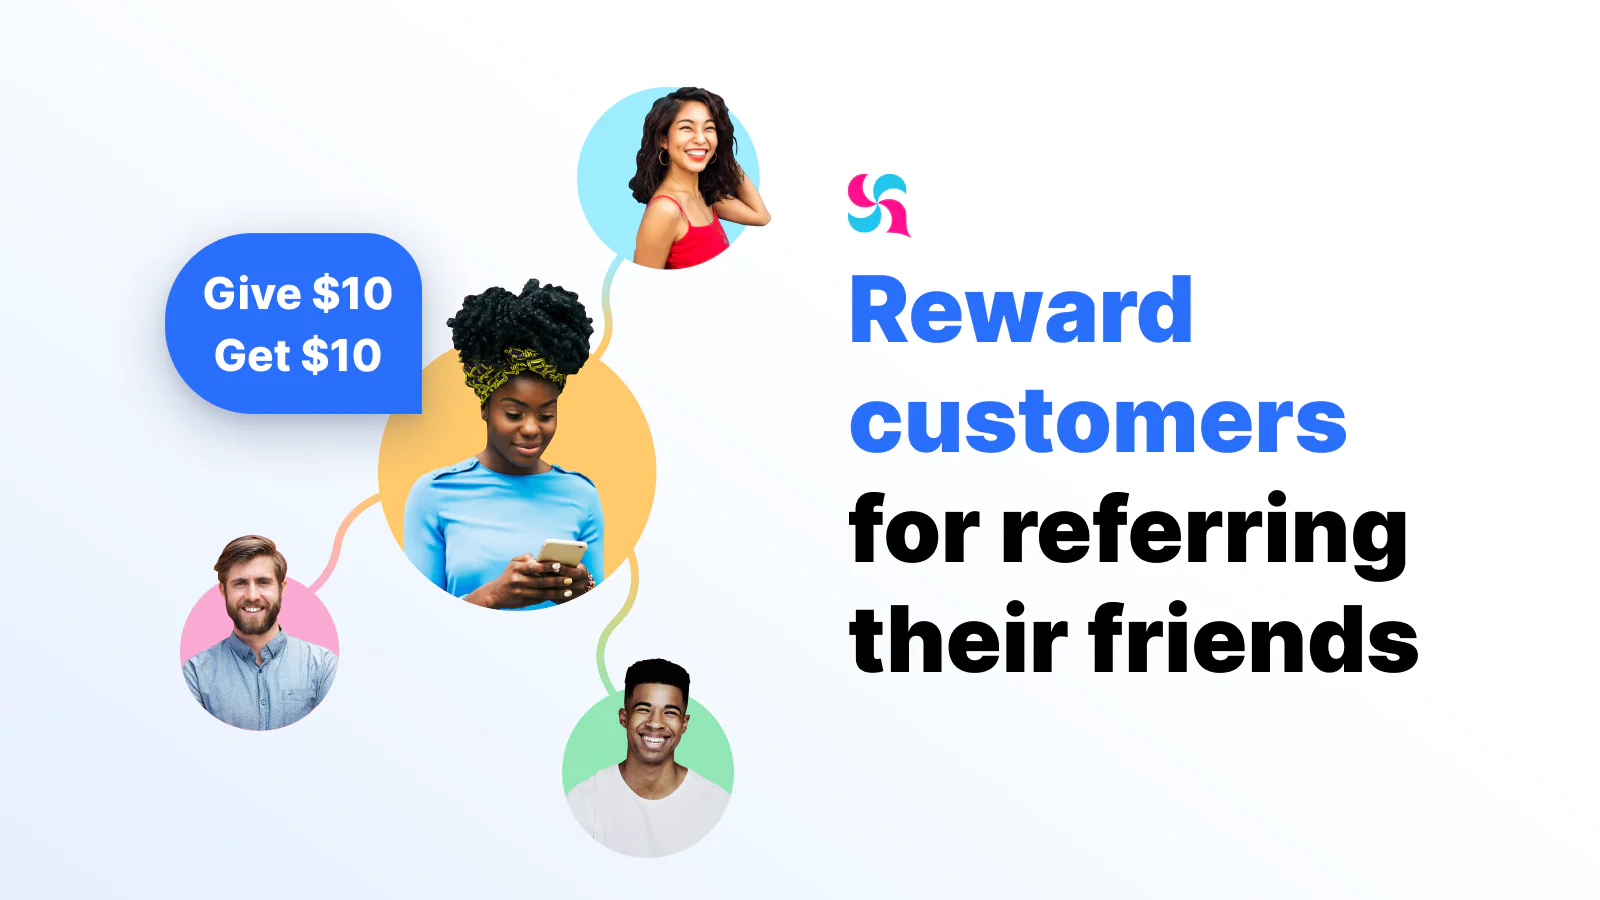 Give $10
Get $10
Reward
customers
for referring
their friends